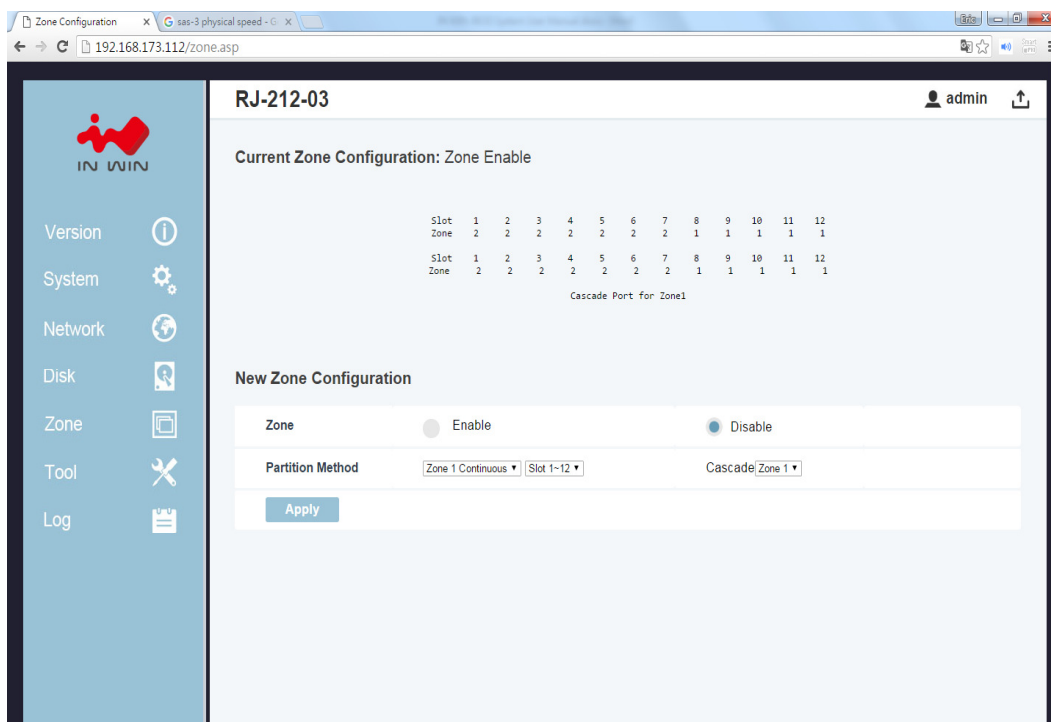 Zone Configuration
sas-3 physical speed - G
192.168.173.112/zone.asp
RJ-212-03
admin
IN WIN
Current Zone Configuration: Zone Enable
Slot 1 2 3 4 5 6 7 8 9 10 11 12
Zone 2 2 2 2 2 2 2 1 1 1 1 1
Slot 1 2 3 4 5 6 7 8 9 10 11 12
Zone 2 2 2 2 2 2 2 1 1 1 1 1
Cascade Port for Zone1
Version
System
Network
Disk
Zone
Tool
Log
New Zone Configuration
Zone Enable Disable
Partition Method Zone 1 Continuous Slot 1~12 Cascade Zone 1
Apply